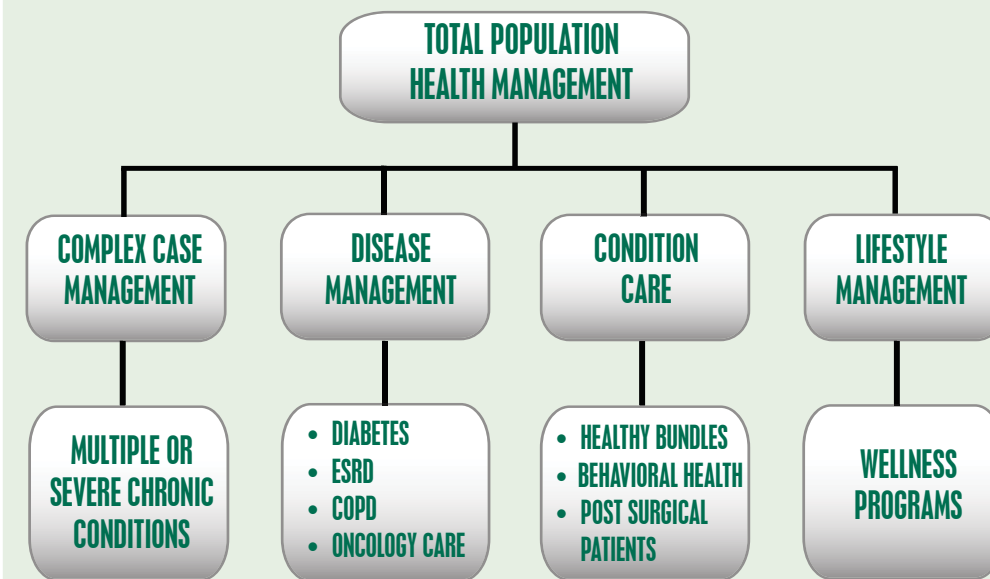 TOTAL POPULATION
HEALTH MANAGEMENT
COMPLEX CASE
MANAGEMENT
DISEASE
MANAGEMENT
CONDITION
CARE
LIFESTYLE
MANAGEMENT
MULTIPLE OR
SEVERE CHRONIC
CONDITIONS
• DIABETES
• ESRD
• COPD
• ONCOLOGY CARE
• HEALTHY BUNDLES
• BEHAVIORAL HEALTH
• POST SURGICAL
PATIENTS
WELLNESS
PROGRAMS